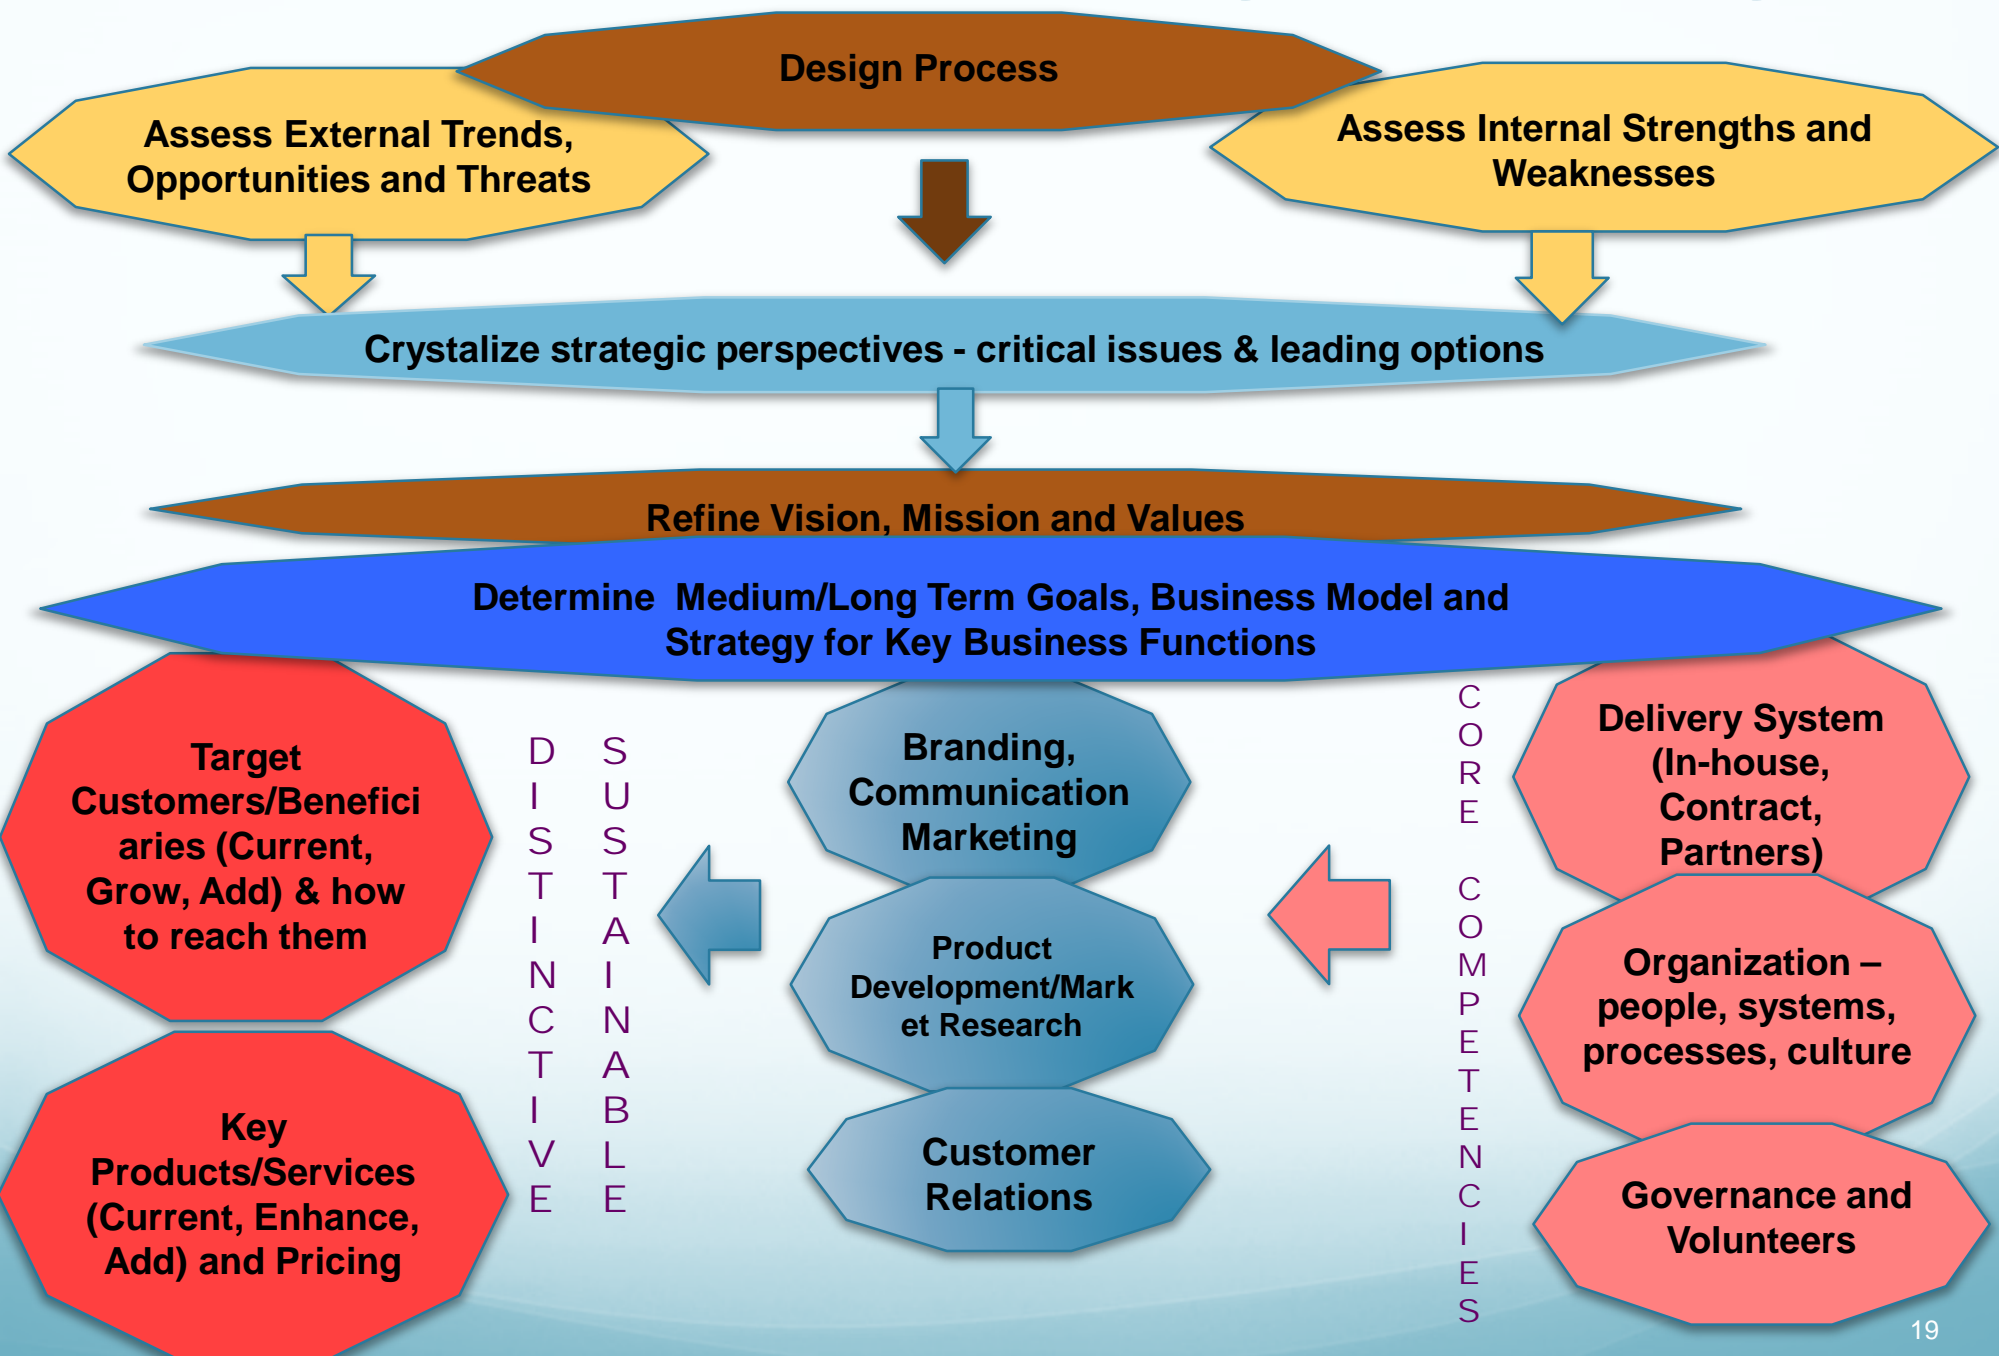 Design Process
Assess External Trends,
Opportunities and Threats
Assess Internal Strengths and
Weaknesses
Crystalize strategic perspectives - critical issues & leading options
Refine Vision, Mission and Values
Determine Medium/Long Term Goals, Business Model and
Strategy for Key Business Functions
Target
Customers/Benefici
aries (Current,
Grow, Add) & how
to reach them
Key
Products/Services
(Current, Enhance,
Add) and Pricing
DISTINCTIVE
SUSTAINABLE
Branding,
Communication
Marketing
Product
Development/Mark
et Research
Customer
Relations
CORE COMPETENCIES
Delivery System
(In-house,
Contract,
Partners)
Organization –
people, systems,
processes, culture
Governance and
Volunteers
19